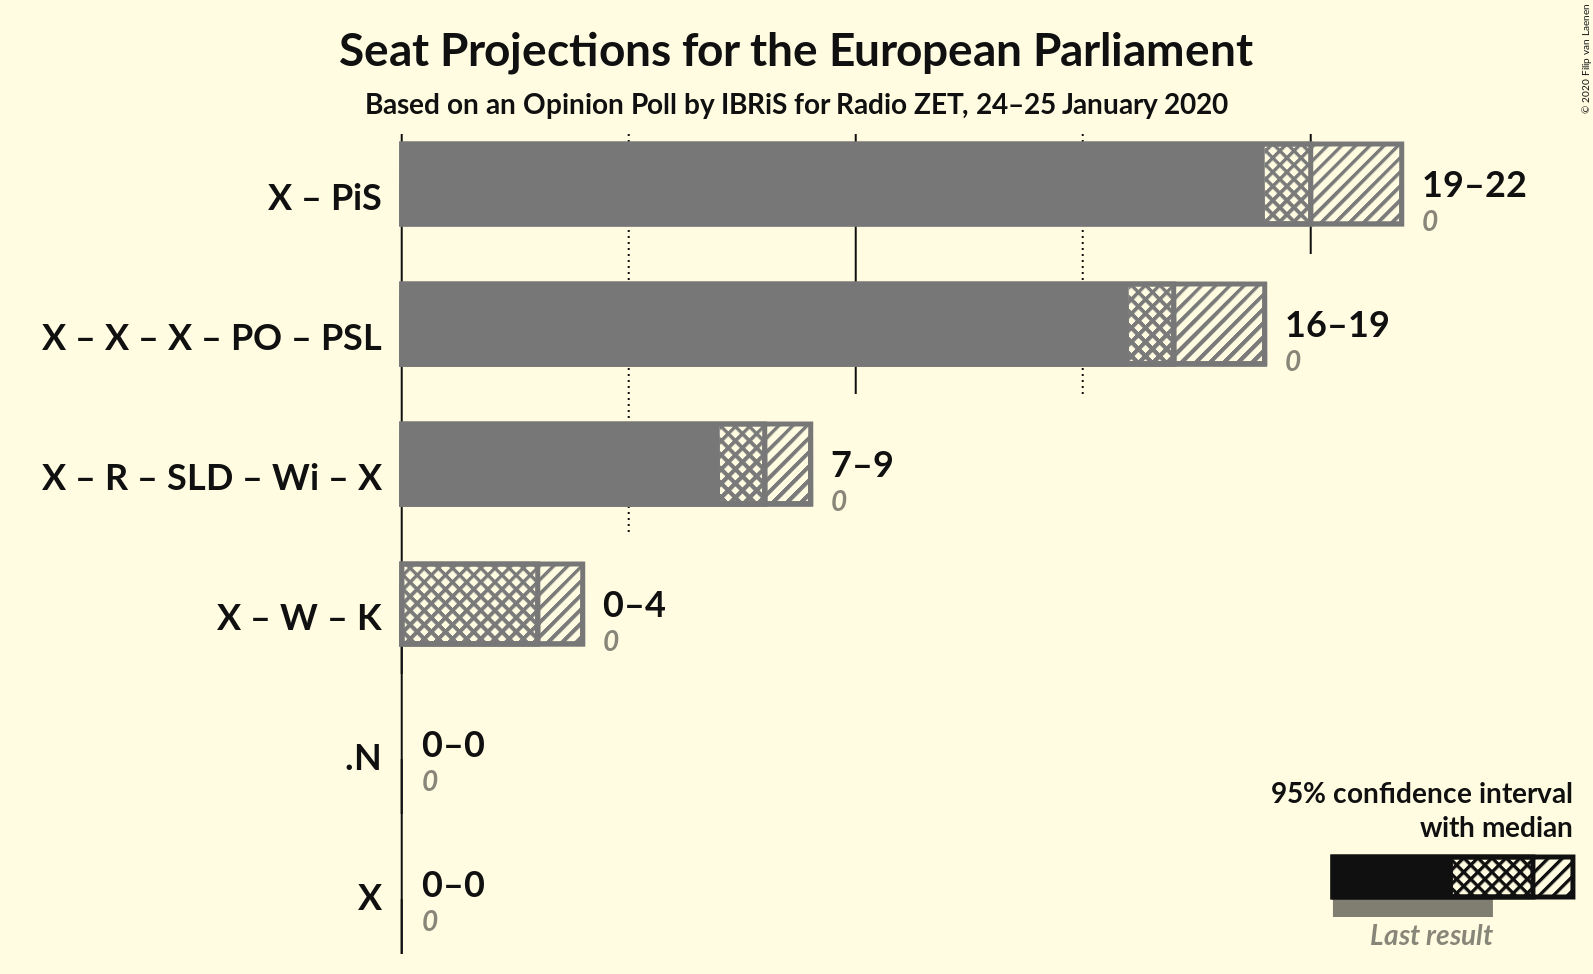 Seat Projections for the European Parliament
Based on an Opinion Poll by IBRiS for Radio ZET, 24–25 January 2020
© 2020 Filip van Laenen
X – PiS
19–22
0
X – X – X – PO – PSL
16–19
0
X – R – SLD – Wi – X
7–9
0
X – W – K
0–4
0
.N
0–0
0
X
0–0
0
95% confidence interval
with median
Last result